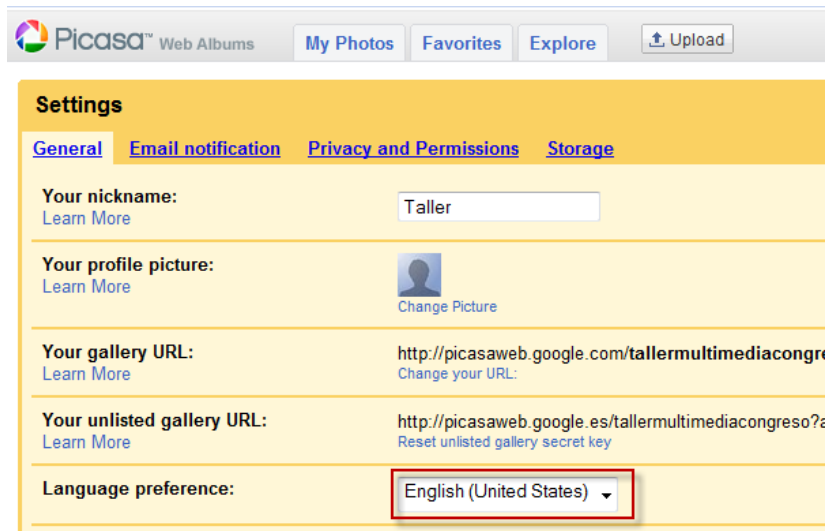 Picasa™ Web Albums My Photos Favorites Explore Upload
Settings
General Email notification Privacy and Permissions Storage
Your nickname: Taller
Learn More
Your profile picture:
Learn More
Change Picture
Your gallery URL: http://picasaweb.google.com/tallermultimediacongre
Learn More Change your URL:
Your unlisted gallery URL: http://picasaweb.google.es/tallermultimediacongreso?a
Learn More Reset unlisted gallery secret key
Language preference: English (United States)